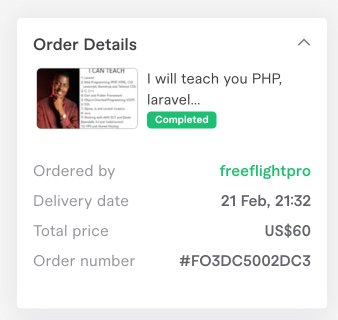 Order Details
I CAN TEACH
I will teach you PHP,
laravel...
Completed
Ordered by freeflightpro
Delivery date 21 Feb, 21:32
Total price US$60
Order number #FO3DC5002DC3